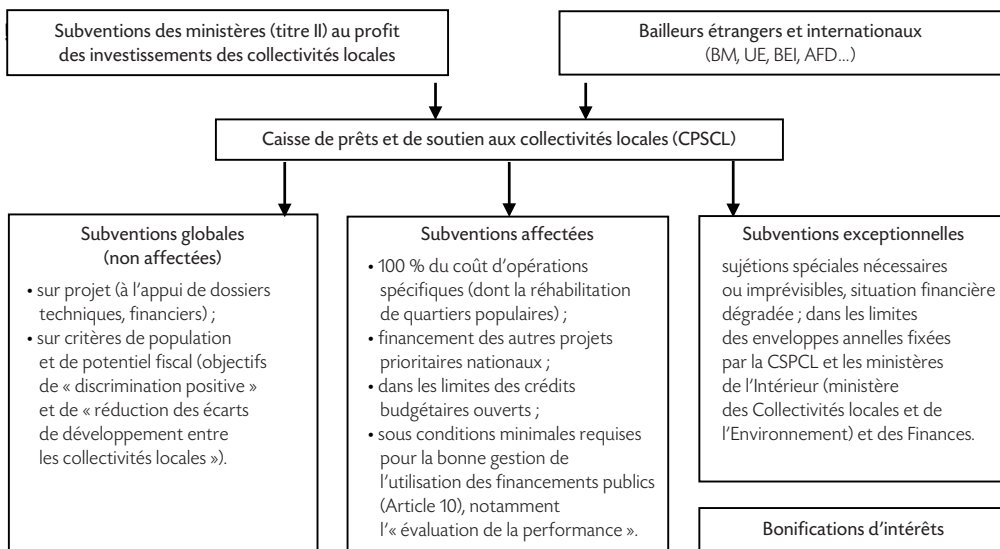 Subventions des ministères (titre II) au profit
des investissements des collectivités locales
Bailleurs étrangers et internationaux
(BM, UE, BEI, AFD...)
Caisse de prêts et de soutien aux collectivités locales (CPSCL)
Subventions globales
(non affectées)
• sur projet (à l'appui de dossiers
techniques, financiers) ;
• sur critères de population
et de potentiel fiscal (objectifs
de « discrimination positive »
et de « réduction des écarts
de développement entre
les collectivités locales »).
Subventions affectées
• 100 % du coût d'opérations
spécifiques (dont la réhabilitation
de quartiers populaires) ;
• financement des autres projets
prioritaires nationaux ;
• dans les limites des crédits
budgétaires ouverts ;
• sous conditions minimales requises
pour la bonne gestion de
l'utilisation des financements publics
(Article 10), notamment
l'« évaluation de la performance ».
Subventions exceptionnelles
sujétions spéciales nécessaires
ou imprévisibles, situation financière
dégradée ; dans les limites
des enveloppes annelles fixées
par la CSPCL et les ministères
de l'Intérieur (ministère
des Collectivités locales et de
l'Environnement) et des Finances.
Bonifications d'intérêts